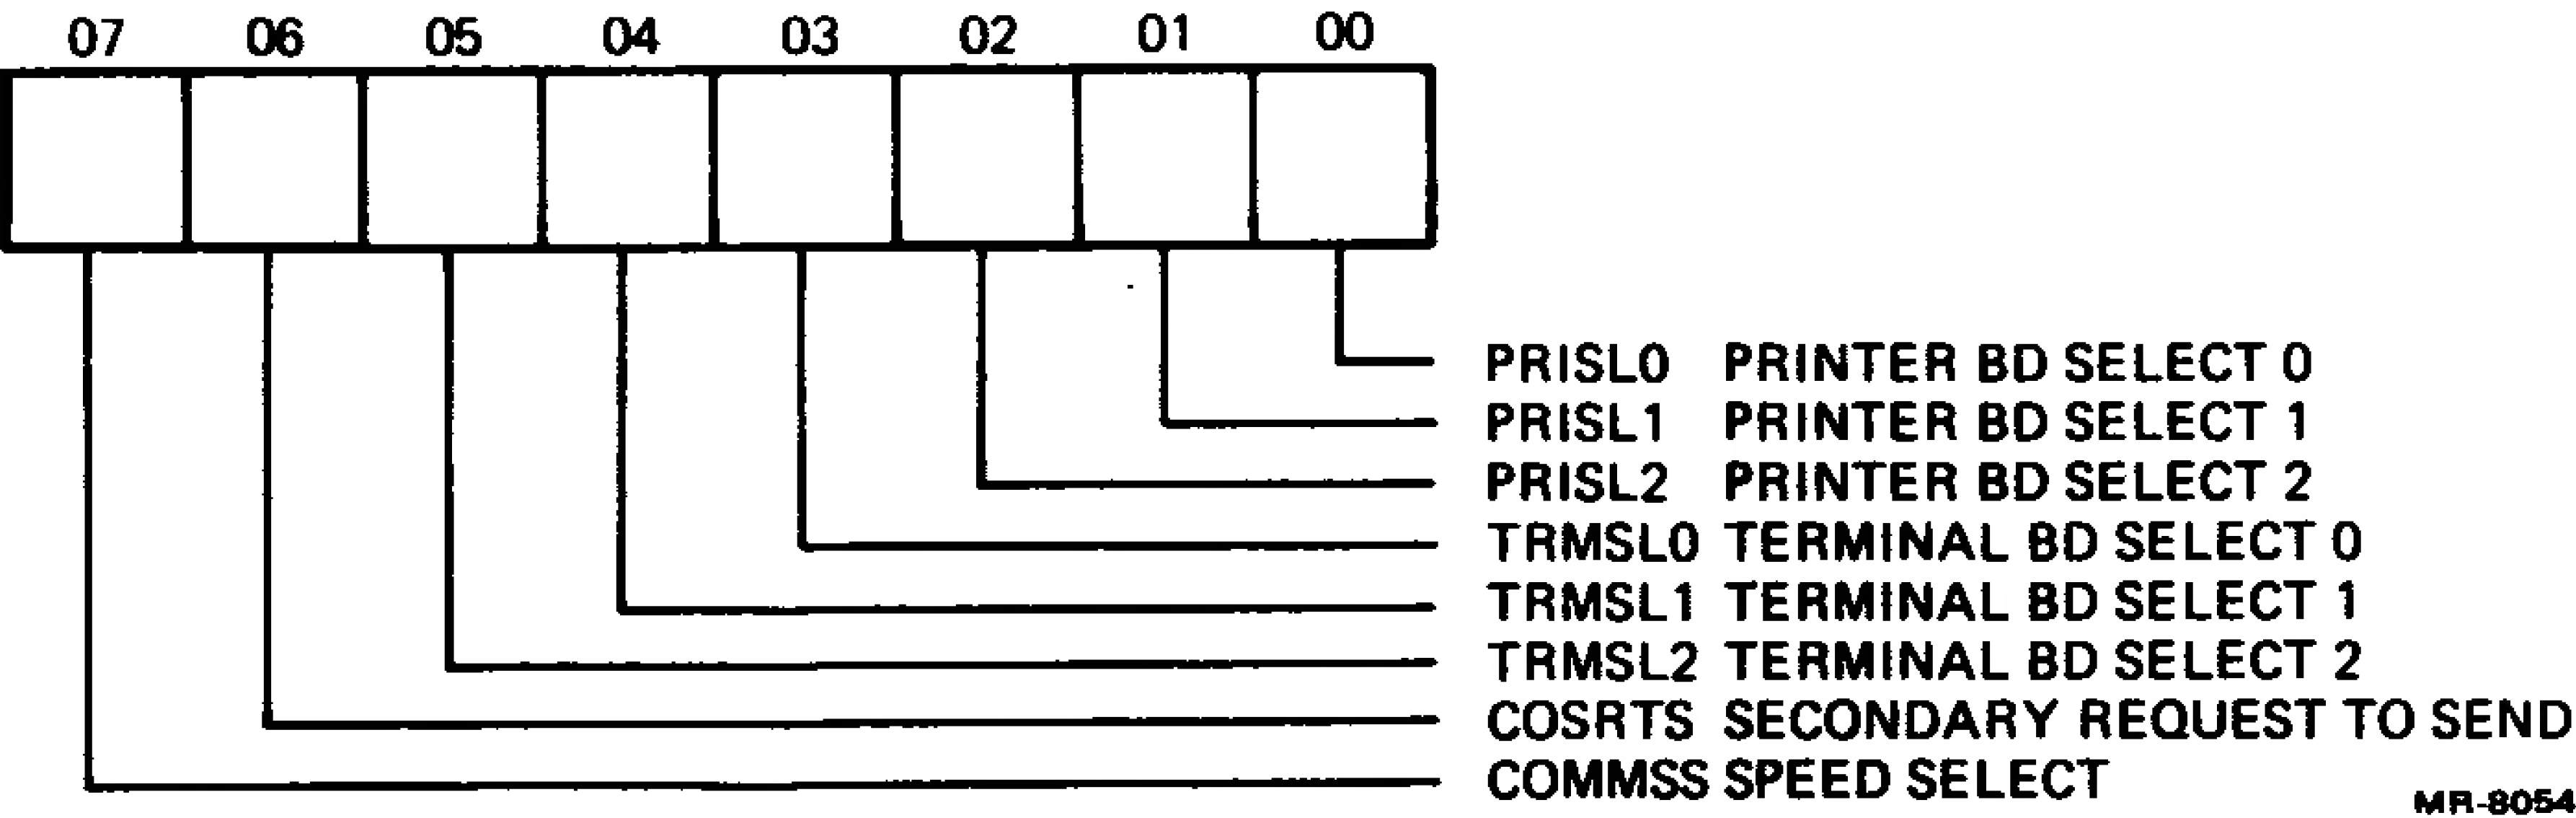 07 06 05 04 03 02 01 00
PRISL0 PRINTER BD SELECT 0
PRISL1 PRINTER BD SELECT 1
PRISL2 PRINTER BD SELECT 2
TRMSL0 TERMINAL BD SELECT 0
TRMSL1 TERMINAL BD SELECT 1
TRMSL2 TERMINAL BD SELECT 2
COSRTS SECONDARY REQUEST TO SEND
COMMSS SPEED SELECT
MR-8054